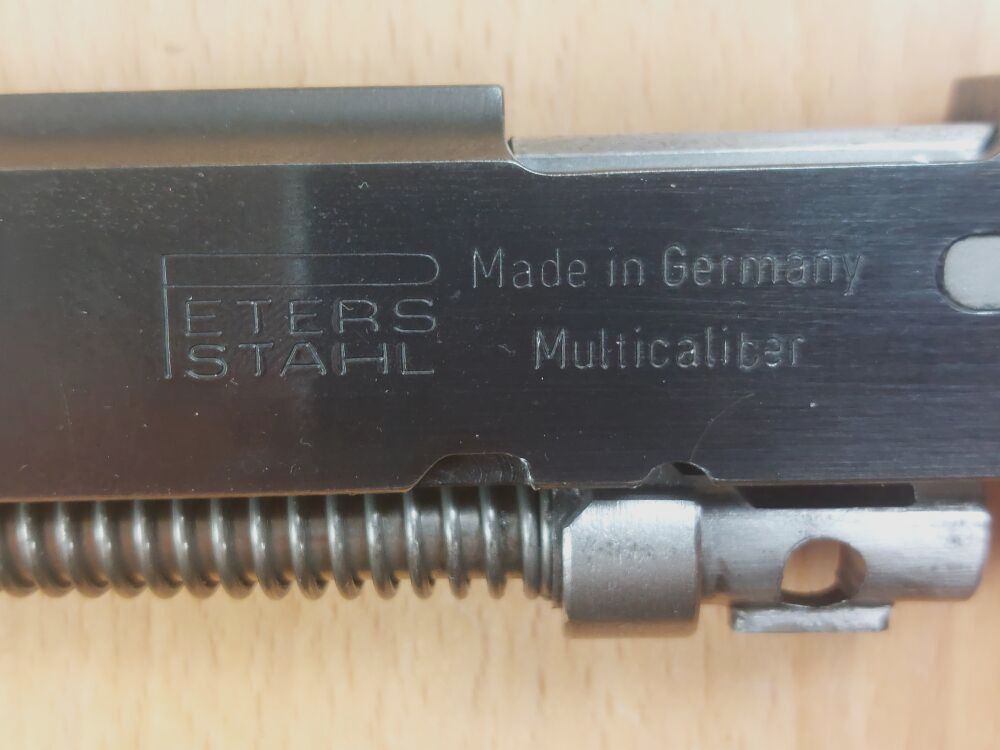 PETERS
STAHL
Made in Germany
Multicaliber